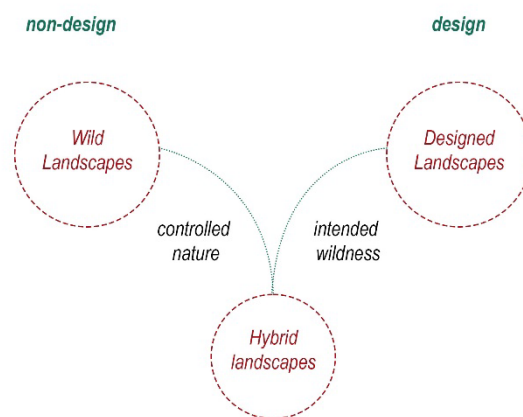 non-design
design
Wild
Landscapes
Designed
Landscapes
controlled
nature
intended
wildness
Hybrid
landscapes